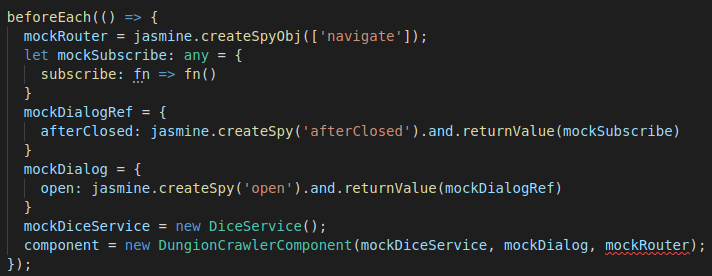 beforeEach(() => {
mockRouter = jasmine.createSpyObj(['navigate']);
let mockSubscribe: any = {
subscribe: fn => fn()
}
mockDialogRef = {
afterClosed: jasmine.createSpy('afterClosed').and.returnValue(mockSubscribe)
}
mockDialog = {
open: jasmine.createSpy('open').and.returnValue(mockDialogRef)
}
mockDiceService = new DiceService();
component = new DungionCrawlerComponent(mockDiceService, mockDialog, mockRouter);
});